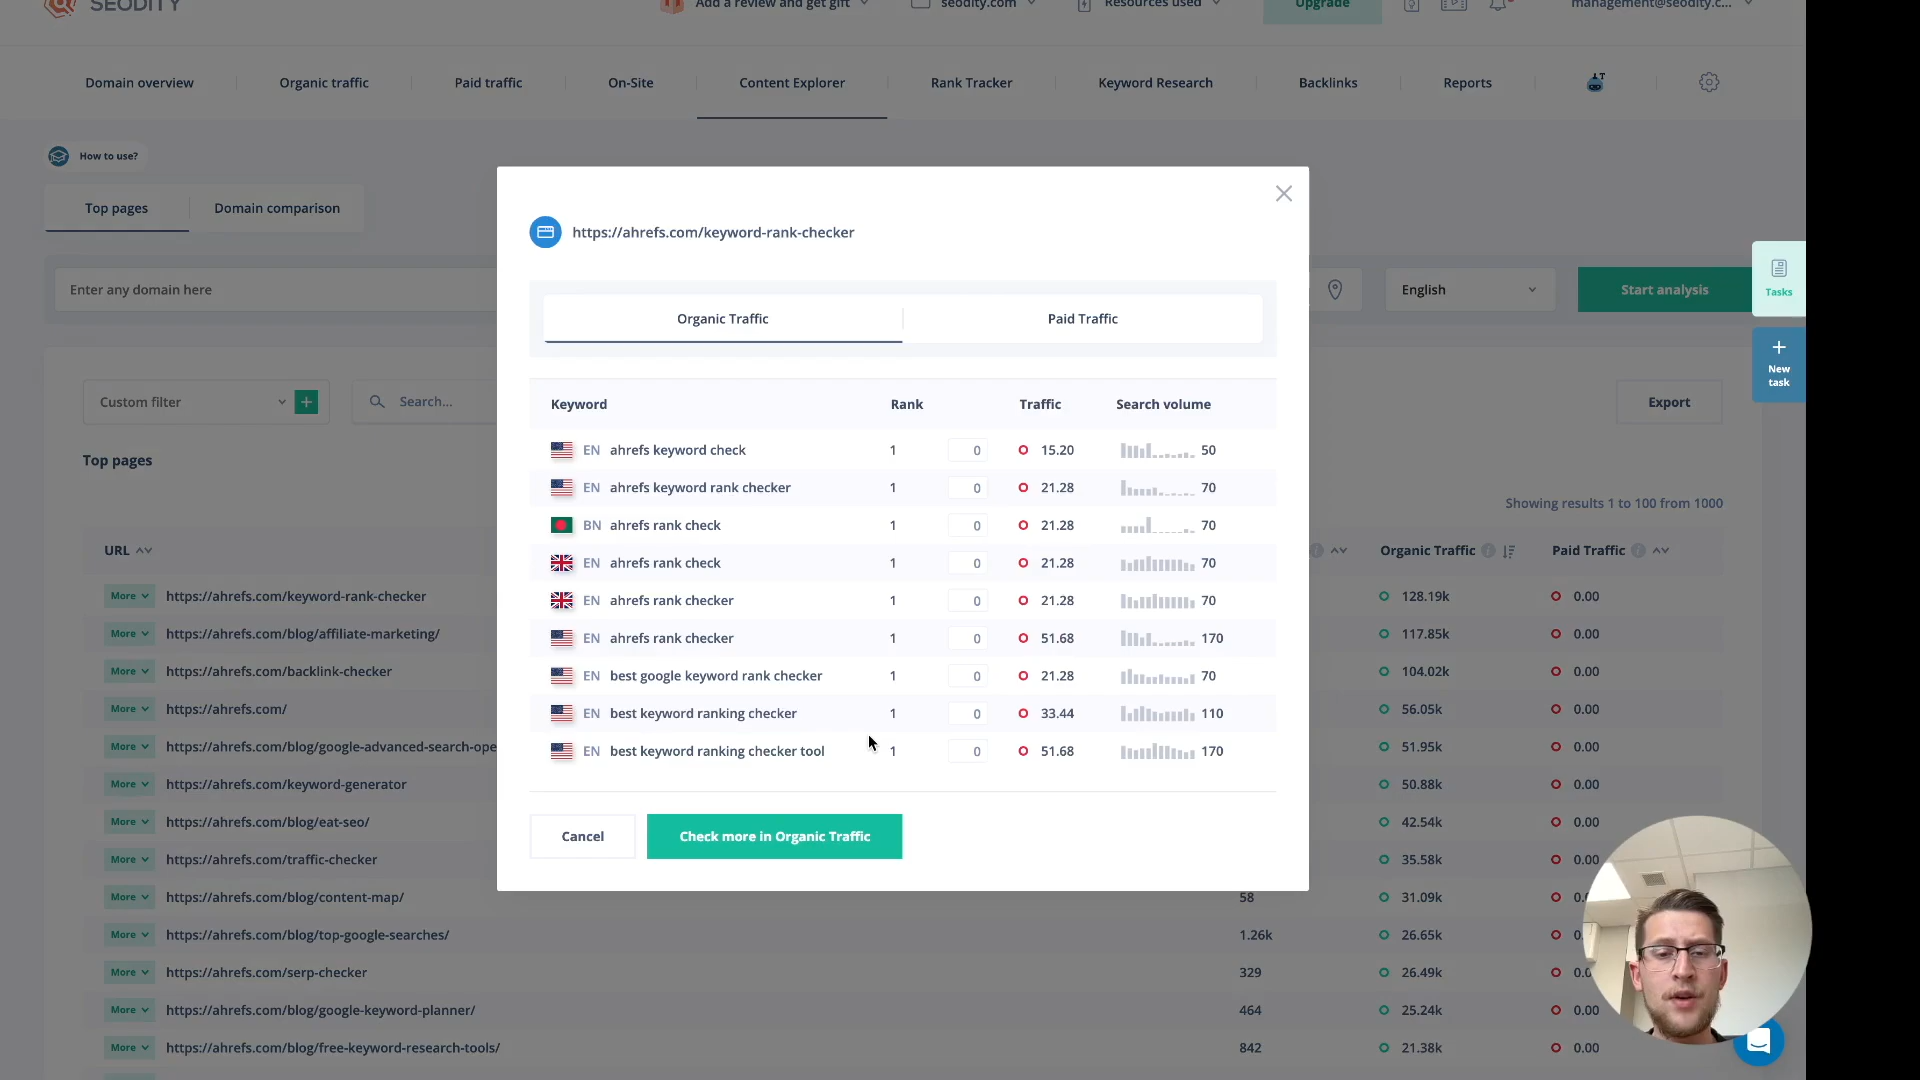 SEODITY
Add a review and get gift
seodity.com
Resources used
Upgrade
management@seodity.c...
Domain overview
Organic traffic
Paid traffic
On-Site
Content Explorer
Rank Tracker
Keyword Research
Backlinks
Reports
How to use?
Top pages
Domain comparison
Enter any domain here
English
Start analysis
Tasks
New
task
Custom filter
Search...
Export
Top pages
Showing results 1 to 100 from 1000
URL
Organic Traffic
Paid Traffic
More https://ahrefs.com/keyword-rank-checker 128.19k 0.00
More https://ahrefs.com/blog/affiliate-marketing/ 117.85k 0.00
More https://ahrefs.com/backlink-checker 104.02k 0.00
More https://ahrefs.com/ 56.05k 0.00
More https://ahrefs.com/blog/google-advanced-search-ope 51.95k 0.00
More https://ahrefs.com/keyword-generator 50.88k 0.00
More https://ahrefs.com/blog/eat-seo/ 42.54k 0.00
More https://ahrefs.com/traffic-checker 35.58k 0.00
More https://ahrefs.com/blog/content-map/ 58 31.09k
More https://ahrefs.com/blog/top-google-searches/ 1.26k 26.65k
More https://ahrefs.com/serp-checker 329 26.49k
More https://ahrefs.com/blog/google-keyword-planner/ 464 25.24k
More https://ahrefs.com/blog/free-keyword-research-tools/ 842 21.38k 0.00
https://ahrefs.com/keyword-rank-checker
Organic Traffic
Paid Traffic
Keyword Rank Traffic Search volume
EN ahrefs keyword check 1 0 15.20 50
EN ahrefs keyword rank checker 1 0 21.28 70
BN ahrefs rank check 1 0 21.28 70
EN ahrefs rank check 1 0 21.28 70
EN ahrefs rank checker 1 0 21.28 70
EN ahrefs rank checker 1 0 51.68 170
EN best google keyword rank checker 1 0 21.28 70
EN best keyword ranking checker 1 0 33.44 110
EN best keyword ranking checker tool 1 0 51.68 170
Cancel
Check more in Organic Traffic